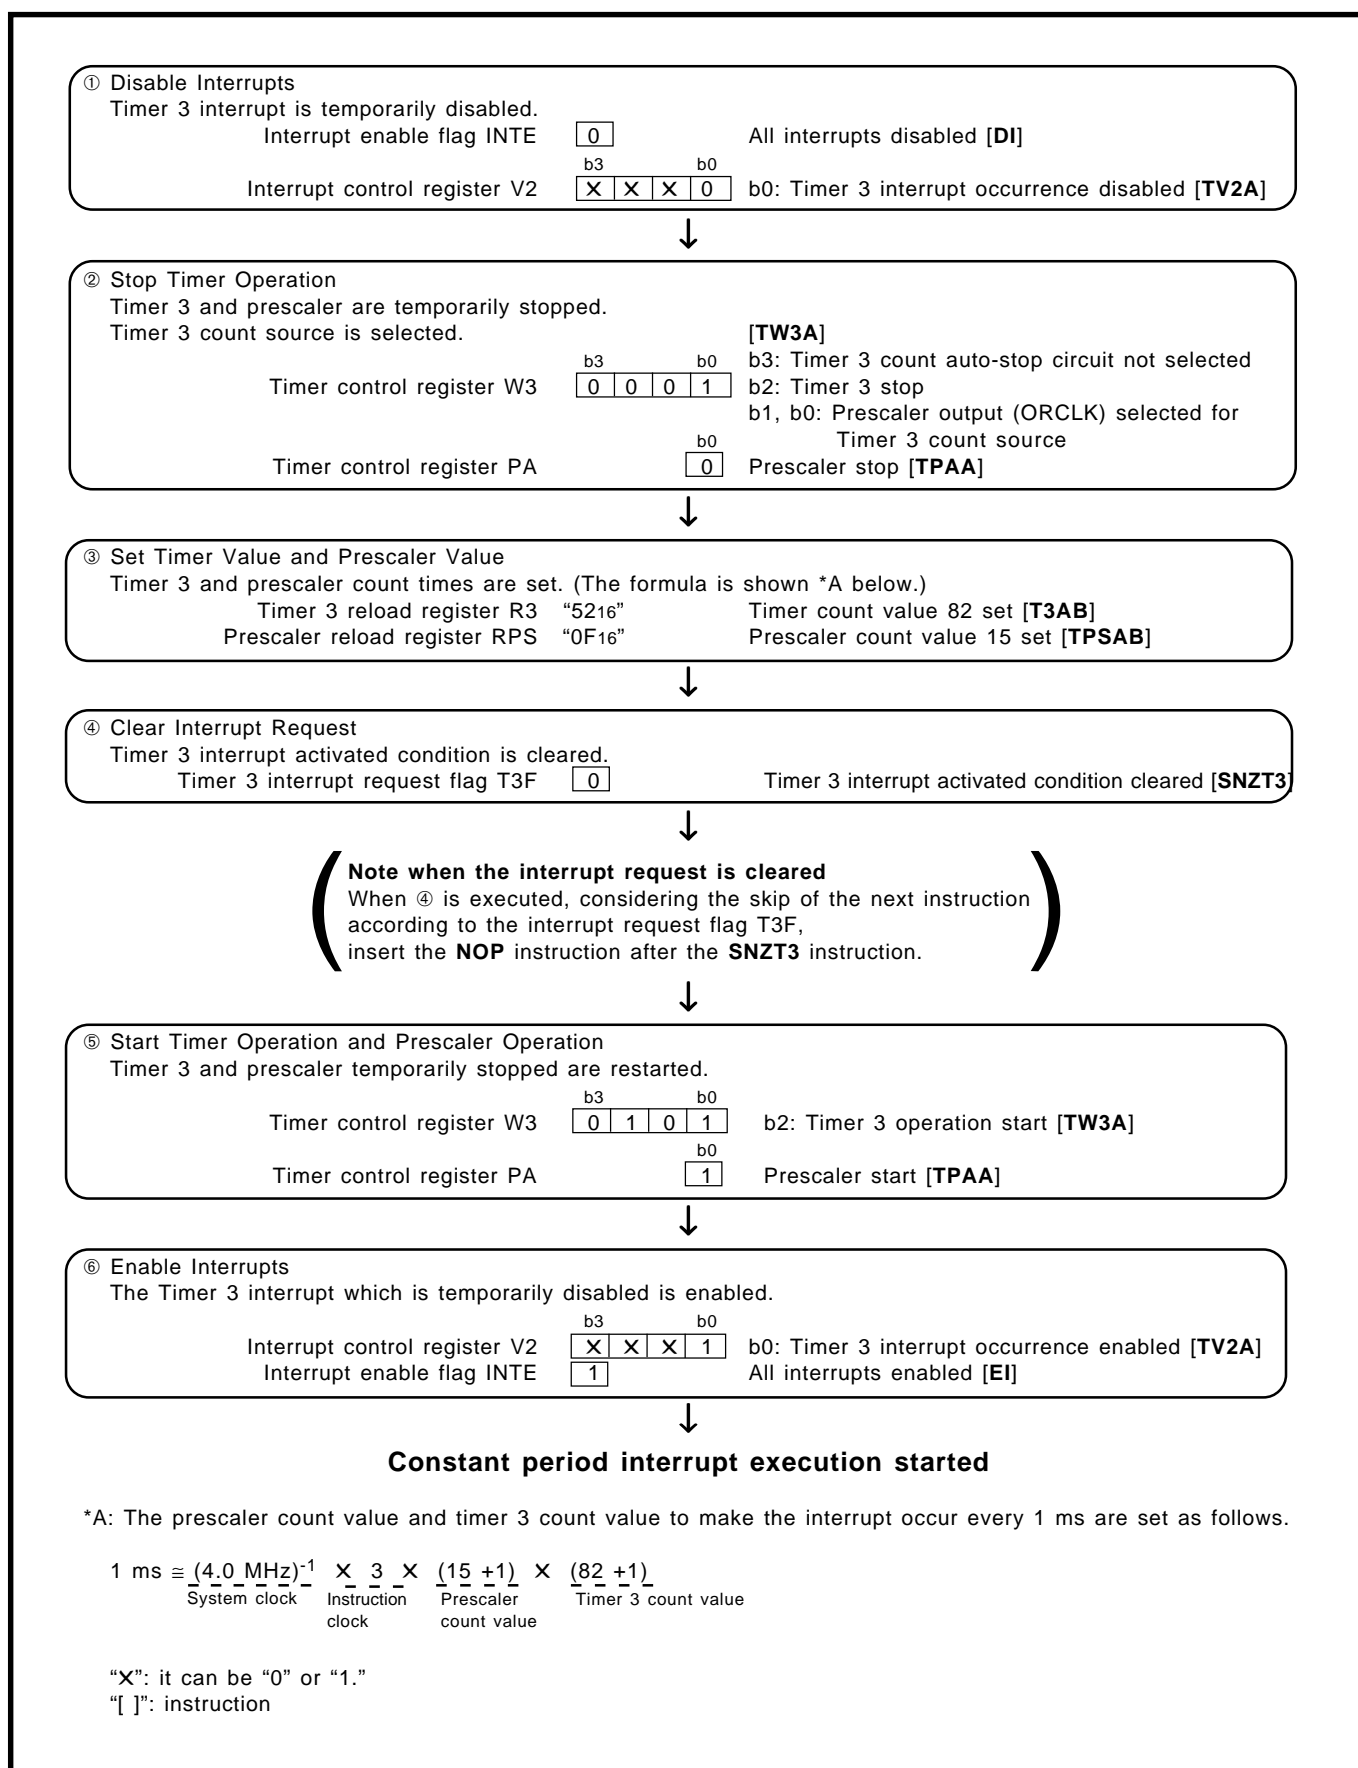 ① Disable Interrupts
Timer 3 interrupt is temporarily disabled.
Interrupt enable flag INTE 0 All interrupts disabled [DI]
b3 b0
Interrupt control register V2 ✕ ✕ ✕ 0 b0: Timer 3 interrupt occurrence disabled [TV2A]
↓
② Stop Timer Operation
Timer 3 and prescaler are temporarily stopped.
Timer 3 count source is selected. [TW3A]
b3 b0 b3: Timer 3 count auto-stop circuit not selected
Timer control register W3 0 0 0 1 b2: Timer 3 stop
b1, b0: Prescaler output (ORCLK) selected for
b0 Timer 3 count source
Timer control register PA 0 Prescaler stop [TPAA]
↓
③ Set Timer Value and Prescaler Value
Timer 3 and prescaler count times are set. (The formula is shown *A below.)
Timer 3 reload register R3 “5216” Timer count value 82 set [T3AB]
Prescaler reload register RPS “0F16” Prescaler count value 15 set [TPSAB]
↓
④ Clear Interrupt Request
Timer 3 interrupt activated condition is cleared.
Timer 3 interrupt request flag T3F 0 Timer 3 interrupt activated condition cleared [SNZT3]
↓
Note when the interrupt request is cleared
When ④ is executed, considering the skip of the next instruction
according to the interrupt request flag T3F,
insert the NOP instruction after the SNZT3 instruction.
↓
⑤ Start Timer Operation and Prescaler Operation
Timer 3 and prescaler temporarily stopped are restarted.
b3 b0
Timer control register W3 0 1 0 1 b2: Timer 3 operation start [TW3A]
b0
Timer control register PA 1 Prescaler start [TPAA]
↓
⑥ Enable Interrupts
The Timer 3 interrupt which is temporarily disabled is enabled.
b3 b0
Interrupt control register V2 ✕ ✕ ✕ 1 b0: Timer 3 interrupt occurrence enabled [TV2A]
Interrupt enable flag INTE 1 All interrupts enabled [EI]
↓
Constant period interrupt execution started
*A: The prescaler count value and timer 3 count value to make the interrupt occur every 1 ms are set as follows.
1 ms ≅ (4.0 MHz)-1 ✕ 3 ✕ (15 +1) ✕ (82 +1)
System clock Instruction Prescaler Timer 3 count value
clock count value
“✕”: it can be “0” or “1.”
“[ ]”: instruction